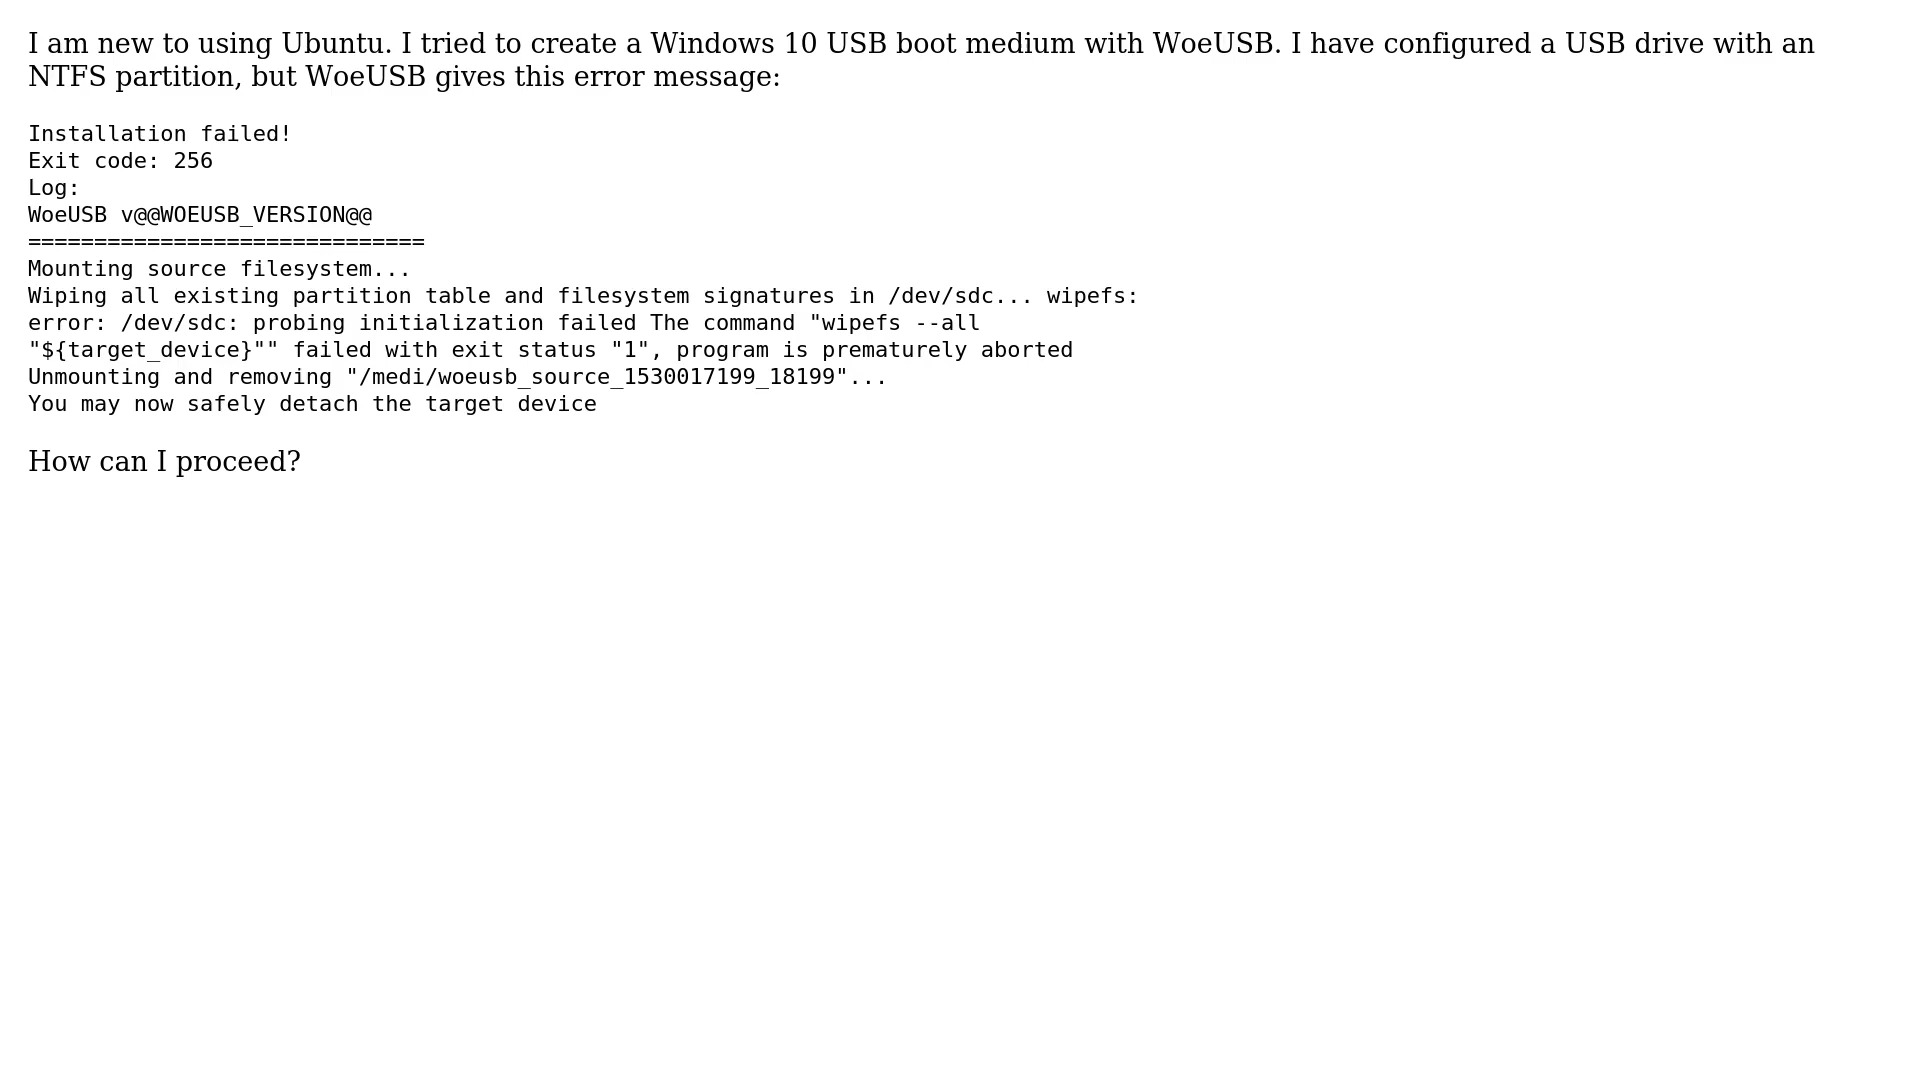 I am new to using Ubuntu. I tried to create a Windows 10 USB boot medium with WoeUSB. I have configured a USB drive with an
NTFS partition, but WoeUSB gives this error message:
Installation failed!
Exit code: 256
Log:
WoeUSB v@@WOEUSB_VERSION@@
==============================
Mounting source filesystem...
Wiping all existing partition table and filesystem signatures in /dev/sdc... wipefs:
error: /dev/sdc: probing initialization failed The command "wipefs --all
"${target_device}"" failed with exit status "1", program is prematurely aborted
Unmounting and removing "/medi/woeusb_source_1530017199_18199"...
You may now safely detach the target device
How can I proceed?